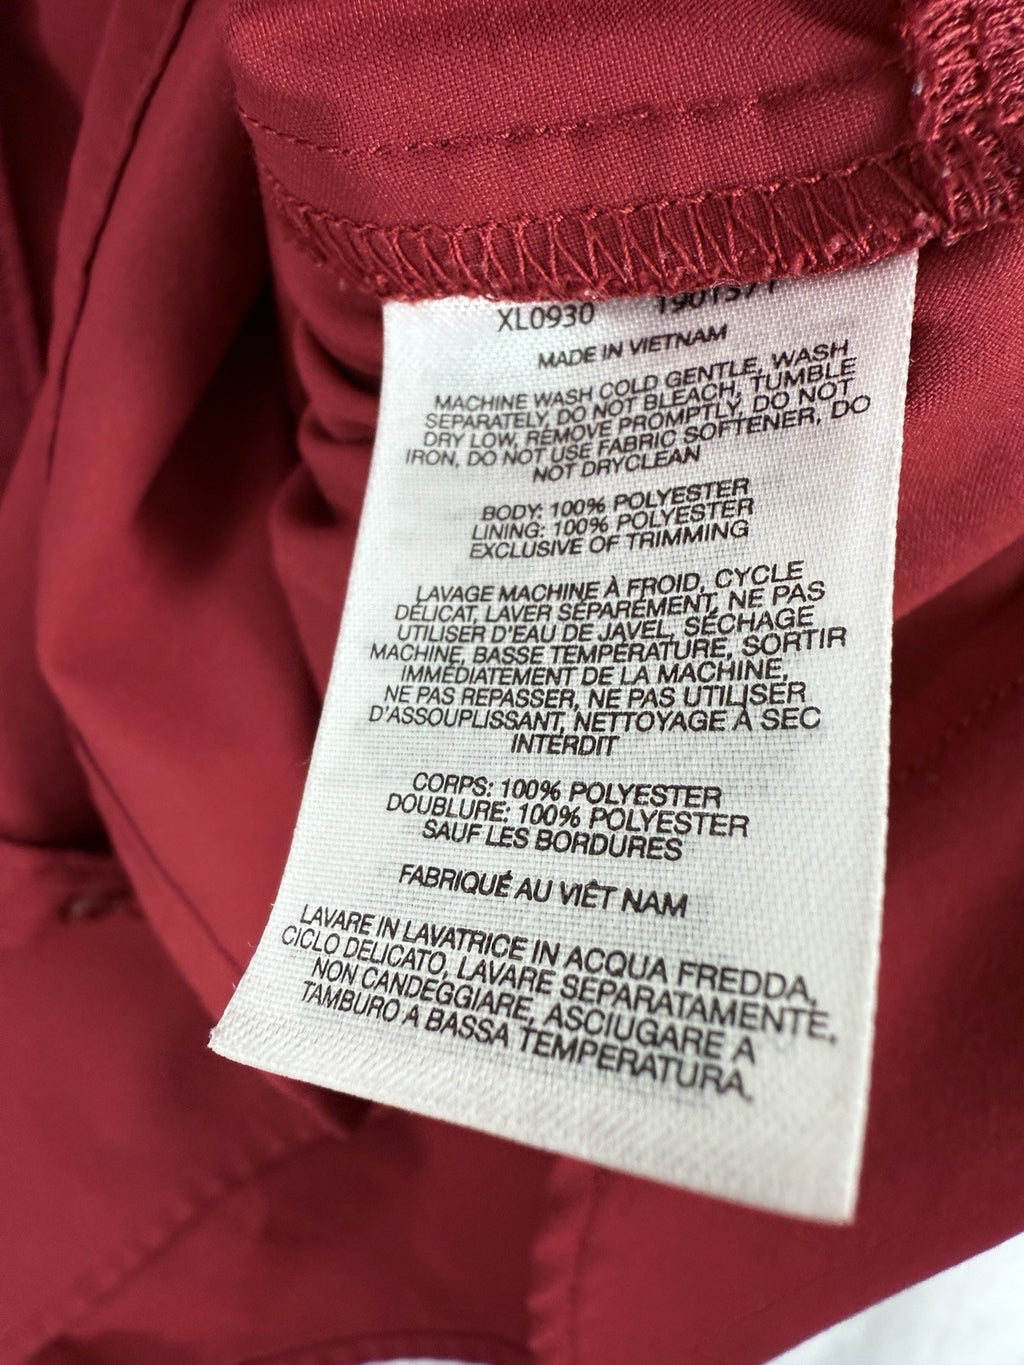 XL0930 1901571
MADE IN VIETNAM
MACHINE WASH COLD GENTLE, WASH
SEPARATELY, DO NOT BLEACH, TUMBLE
DRY LOW, REMOVE PROMPTLY, DO NOT
IRON, DO NOT USE FABRIC SOFTENER, DO
NOT DRYCLEAN
BODY: 100% POLYESTER
LINING: 100% POLYESTER
EXCLUSIVE OF TRIMMING
LAVAGE MACHINE À FROID, CYCLE
DÉLICAT, LAVER SÉPARÉMENT, NE PAS
UTILISER D'EAU DE JAVEL, SÉCHAGE
MACHINE, BASSE TEMPÉRATURE, SORTIR
IMMÉDIATEMENT DE LA MACHINE,
NE PAS REPASSER, NE PAS UTILISER
D'ASSOUPLISSANT, NETTOYAGE À SEC
INTERDIT
CORPS: 100% POLYESTER
DOUBLURE: 100% POLYESTER
SAUF LES BORDURES
FABRIQUÉ AU VIÊT NAM
LAVARE IN LAVATRICE IN ACQUA FREDDA,
CICLO DELICATO, LAVARE SEPARATAMENTE,
NON CANDEGGIARE, ASCIUGARE A
TAMBURO A BASSA TEMPERATURA,